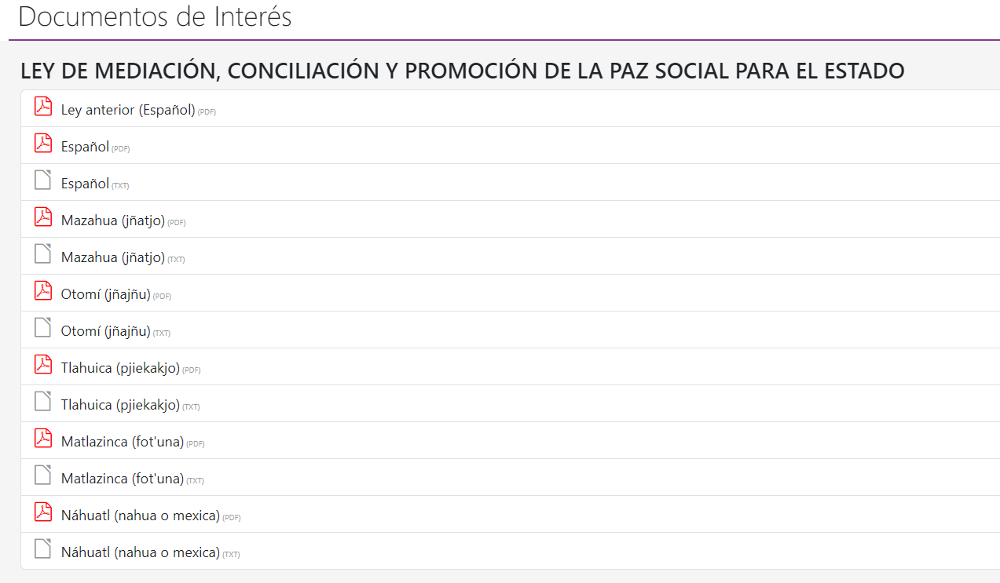 Documentos de Interés
LEY DE MEDIACIÓN, CONCILIACIÓN Y PROMOCIÓN DE LA PAZ SOCIAL PARA EL ESTADO
Ley anterior (Español) (PDF)
Español (PDF)
Español (TXT)
Mazahua (jñatjo) (PDF)
Mazahua (jñatjo) (TXT)
Otomí (jñajñu) (PDF)
Otomí (jñajñu) (TXT)
Tlahuica (pjiekakjo) (PDF)
Tlahuica (pjiekakjo) (TXT)
Matlazinca (fot'una) (PDF)
Matlazinca (fot'una) (TXT)
Náhuatl (nahua o mexica) (PDF)
Náhuatl (nahua o mexica) (TXT)